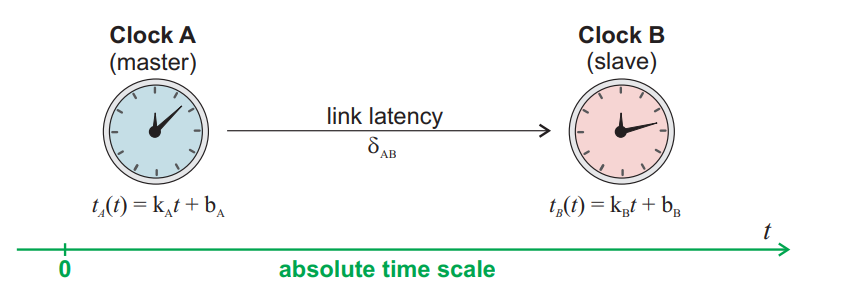 Clock A
(master)
Clock B
(slave)
link latency
δAB
tA(t) = kAt + bA
tB(t) = kBt + bB
t
0
absolute time scale